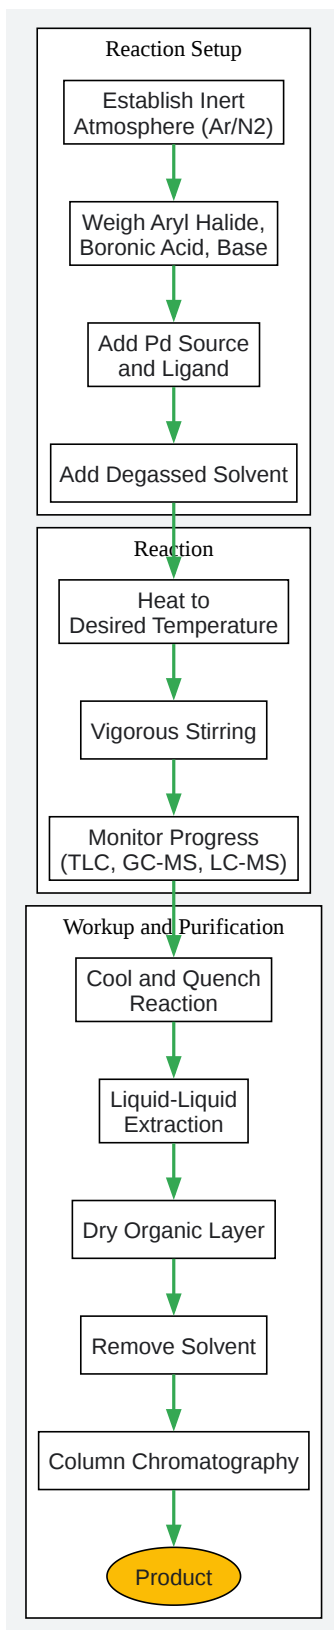 Reaction Setup
Establish Inert
Atmosphere (Ar/N2)
Weigh Aryl Halide,
Boronic Acid, Base
Add Pd Source
and Ligand
Add Degassed Solvent
Reaction
Heat to
Desired Temperature
Vigorous Stirring
Monitor Progress
(TLC, GC-MS, LC-MS)
Workup and Purification
Cool and Quench
Reaction
Liquid-Liquid
Extraction
Dry Organic Layer
Remove Solvent
Column Chromatography
Product